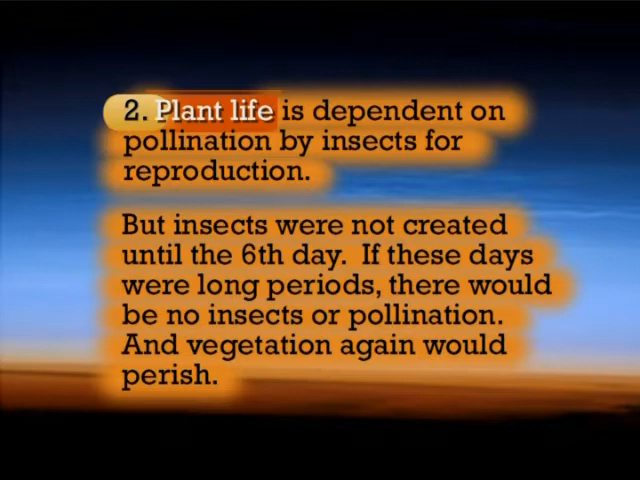 2. Plant life is dependent on
pollination by insects for
reproduction.
But insects were not created
until the 6th day. If these days
were long periods, there would
be no insects or pollination.
And vegetation again would
perish.